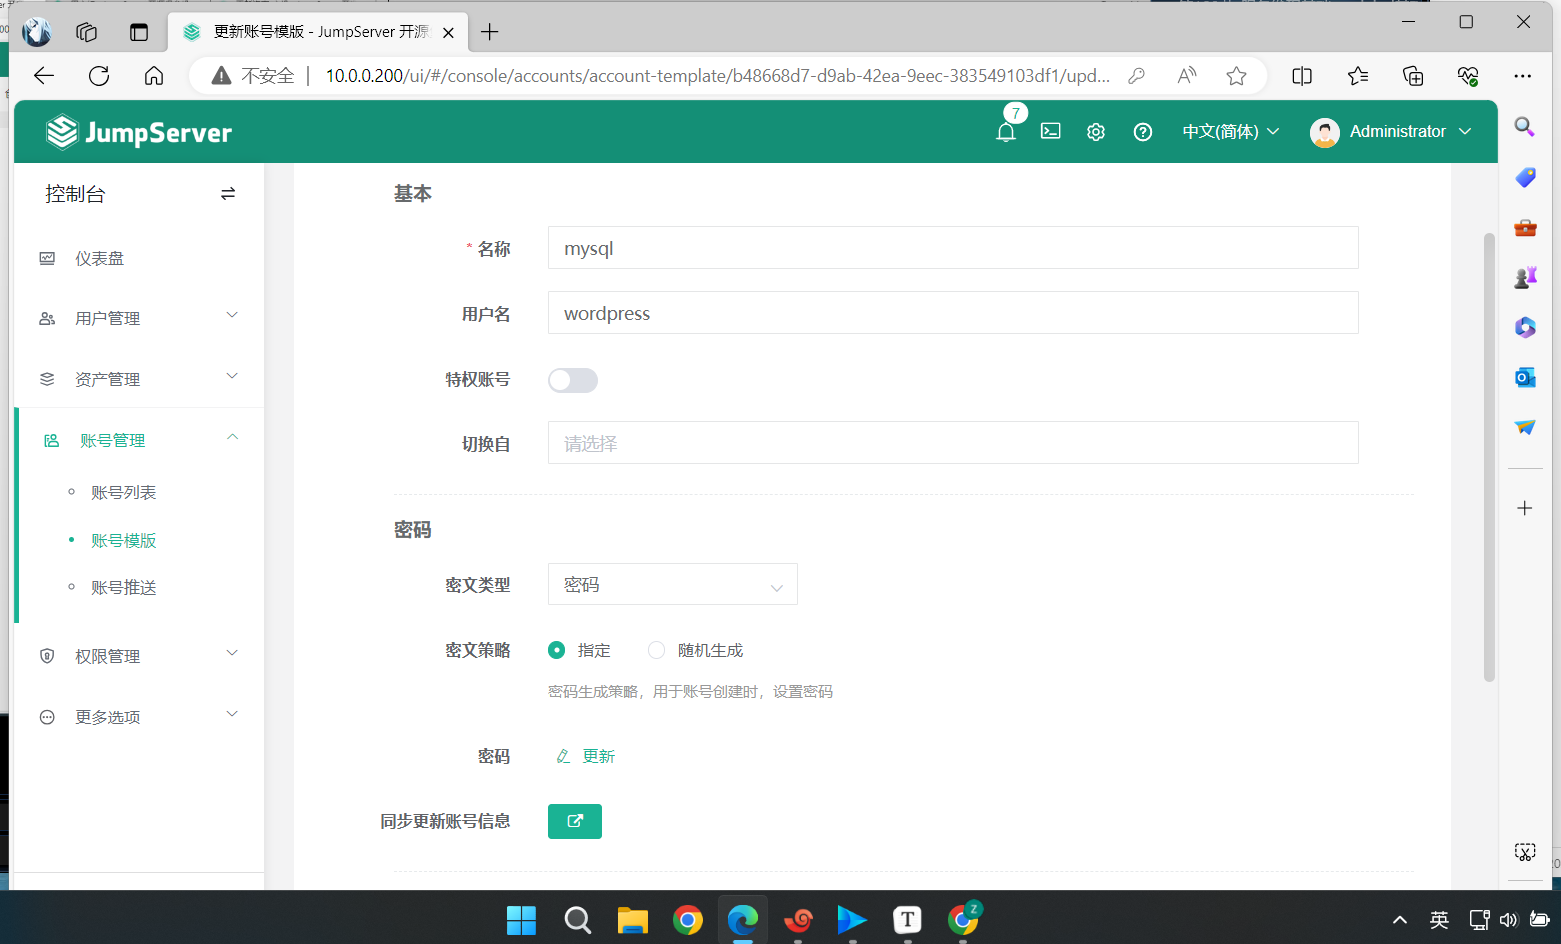 更新账号模版 - JumpServer 开源
不安全 10.0.0.200/ui/#/console/accounts/account-template/b48668d7-d9ab-42ea-9eec-383549103df1/upd...
JumpServer
7
中文(简体)
Administrator
控制台
仪表盘
用户管理
资产管理
账号管理
账号列表
账号模版
账号推送
权限管理
更多选项
基本
* 名称 mysql
用户名 wordpress
特权账号
切换自 请选择
密码
密文类型 密码
密文策略 指定 随机生成
密码生成策略，用于账号创建时，设置密码
密码 更新
同步更新账号信息
T
Z
英